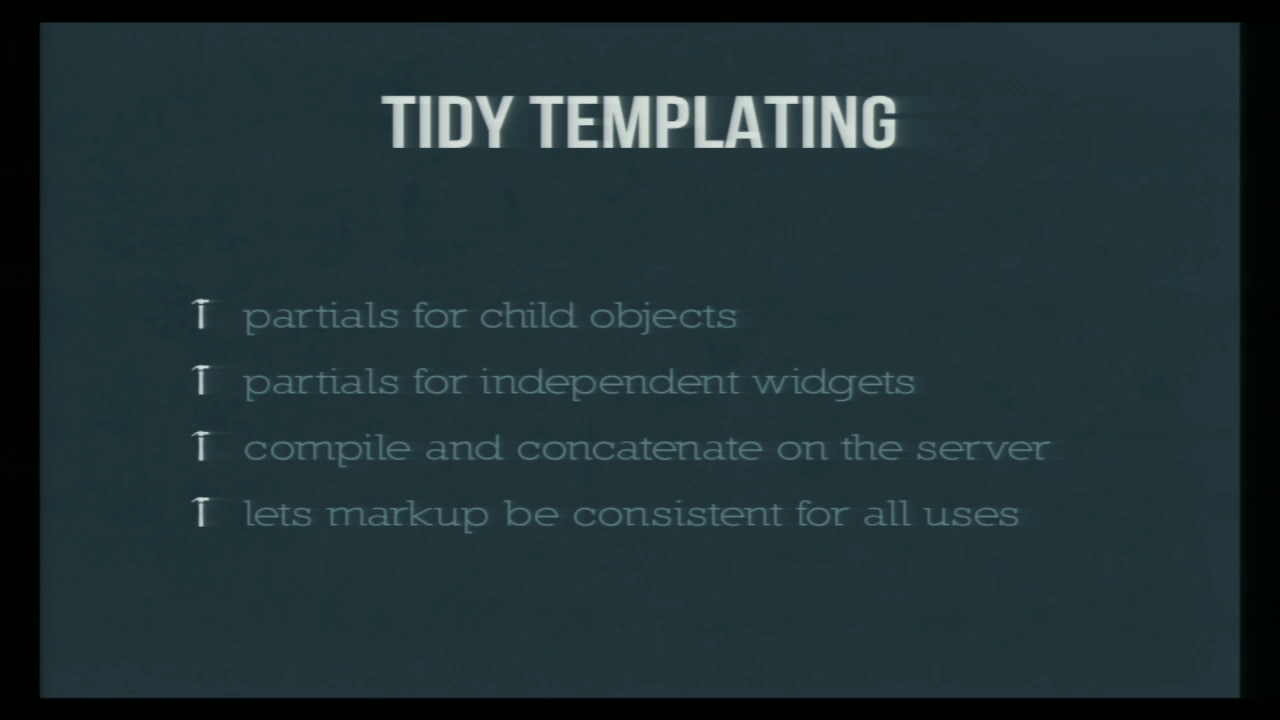 TIDY TEMPLATING
partials for child objects
partials for independent widgets
compile and concatenate on the server
lets markup be consistent for all uses